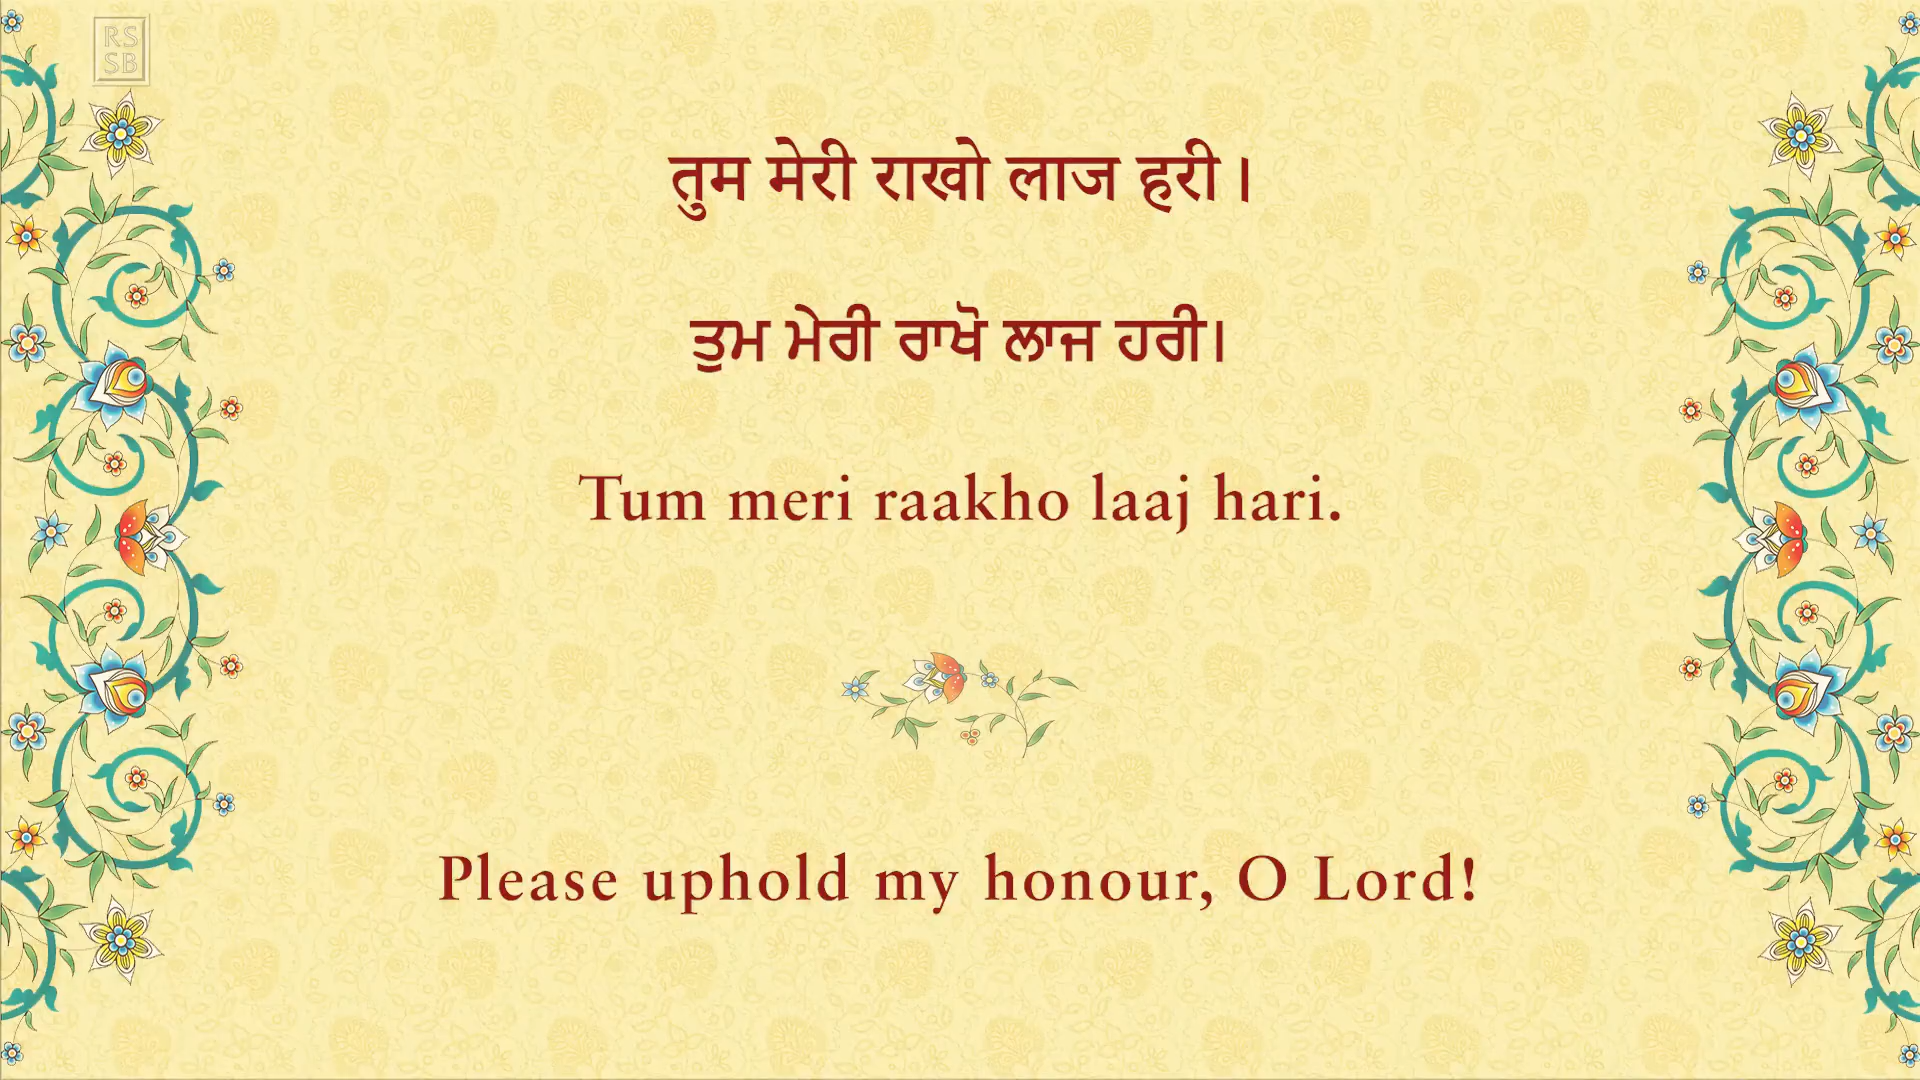 RS
SB
तुम मेरी राखो लाज हरी।
ਤੁਮ ਮੇਰੀ ਰਾਖੋ ਲਾਜ ਹਰੀ।
Tum meri raakho laaj hari.
Please uphold my honour, O Lord!